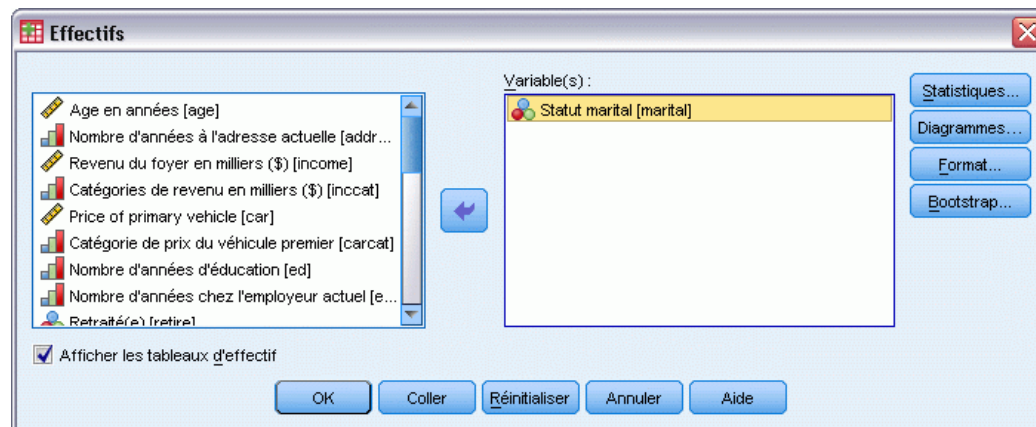 Effectifs
Variable(s) :
Age en années [age]
Nombre d'années à l'adresse actuelle [addr...
Revenu du foyer en milliers ($) [income]
Catégories de revenu en milliers ($) [inccat]
Price of primary vehicle [car]
Catégorie de prix du véhicule premier [carcat]
Nombre d'années d'éducation [ed]
Nombre d'années chez l'employeur actuel [e...
Retraité(e) [retire]
Statut marital [marital]
Statistiques...
Diagrammes...
Format...
Bootstrap...
Afficher les tableaux d'effectif
OK
Coller
Réinitialiser
Annuler
Aide